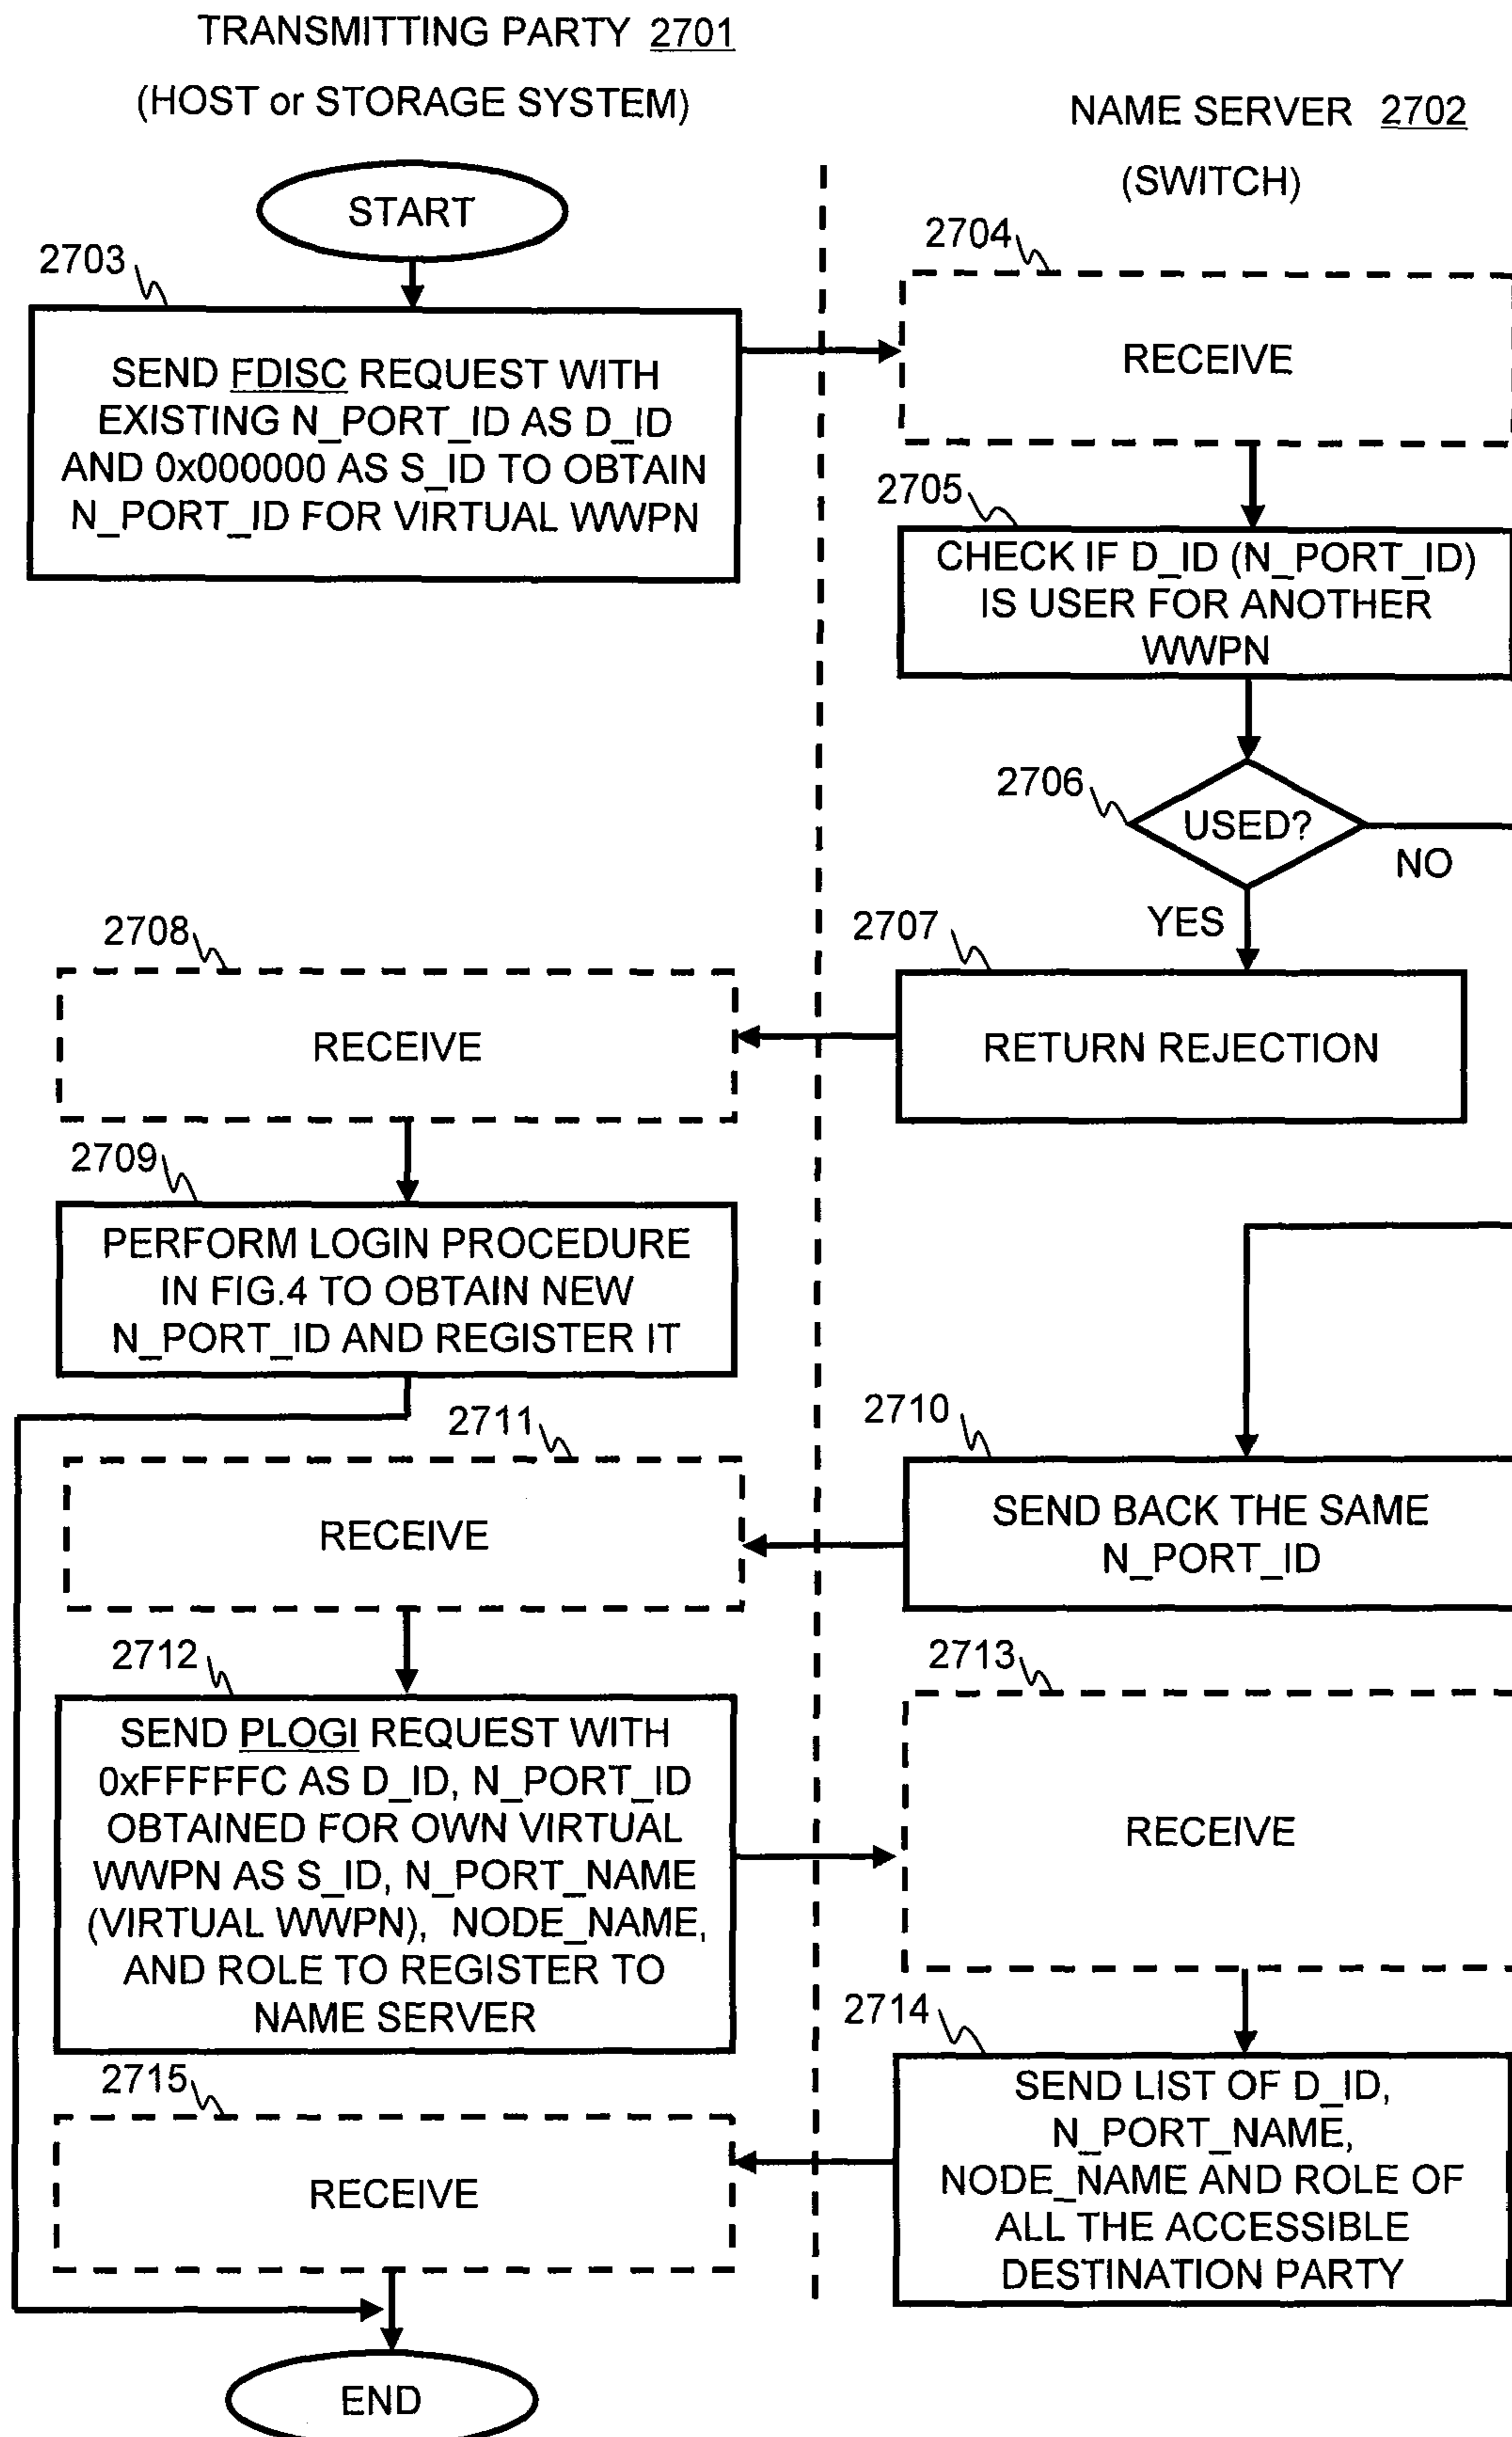 TRANSMITTING PARTY 2701
(HOST or STORAGE SYSTEM)
NAME SERVER 2702
(SWITCH)
START
2703
SEND FDISC REQUEST WITH
EXISTING N_PORT_ID AS D_ID
AND 0x000000 AS S_ID TO OBTAIN
N_PORT_ID FOR VIRTUAL WWPN
2704
RECEIVE
2705
CHECK IF D_ID (N_PORT_ID)
IS USER FOR ANOTHER
WWPN
2706
USED?
NO
YES
2707
RETURN REJECTION
2708
RECEIVE
2709
PERFORM LOGIN PROCEDURE
IN FIG.4 TO OBTAIN NEW
N_PORT_ID AND REGISTER IT
2710
SEND BACK THE SAME
N_PORT_ID
2711
RECEIVE
2712
SEND PLOGI REQUEST WITH
0xFFFFFC AS D_ID, N_PORT_ID
OBTAINED FOR OWN VIRTUAL
WWPN AS S_ID, N_PORT_NAME
(VIRTUAL WWPN), NODE_NAME,
AND ROLE TO REGISTER TO
NAME SERVER
2713
RECEIVE
2714
SEND LIST OF D_ID,
N_PORT_NAME,
NODE_NAME AND ROLE OF
ALL THE ACCESSIBLE
DESTINATION PARTY
2715
RECEIVE
END